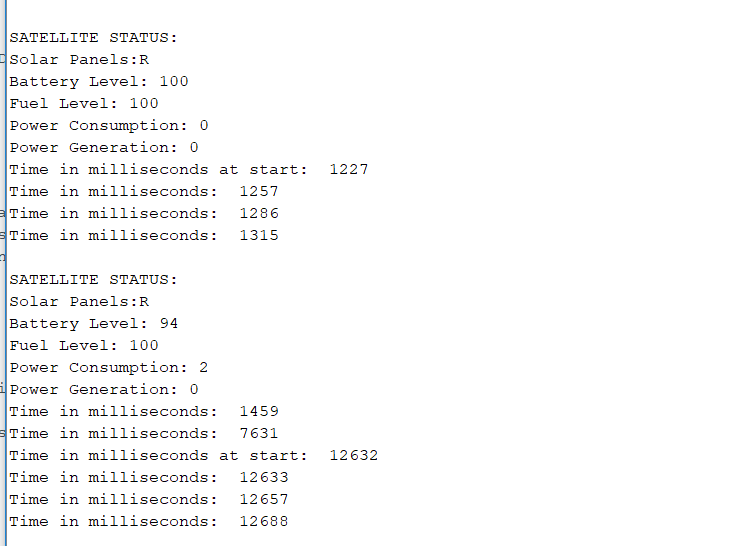 SATELLITE STATUS:
Solar Panels:R
Battery Level: 100
Fuel Level: 100
Power Consumption: 0
Power Generation: 0
Time in milliseconds at start:  1227
Time in milliseconds:  1257
Time in milliseconds:  1286
Time in milliseconds:  1315

SATELLITE STATUS:
Solar Panels:R
Battery Level: 94
Fuel Level: 100
Power Consumption: 2
Power Generation: 0
Time in milliseconds:  1459
Time in milliseconds:  7631
Time in milliseconds at start:  12632
Time in milliseconds:  12633
Time in milliseconds:  12657
Time in milliseconds:  12688